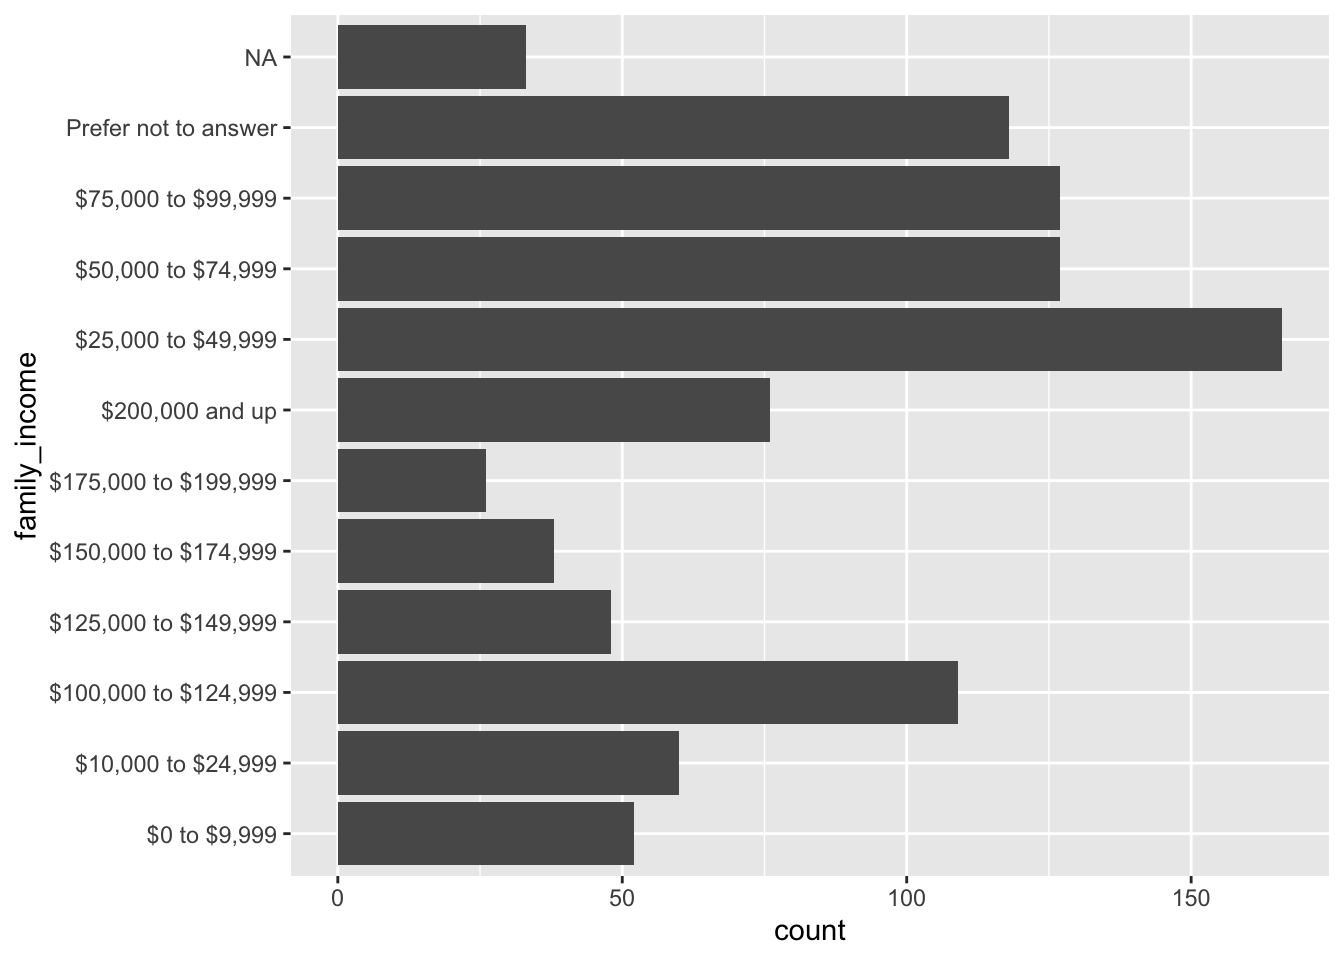 NA
Prefer not to answer
$75,000 to $99,999
$50,000 to $74,999
$25,000 to $49,999
$200,000 and up
$175,000 to $199,999
$150,000 to $174,999
$125,000 to $149,999
$100,000 to $124,999
$10,000 to $24,999
$0 to $9,999
family_income
0 50 100 150
count